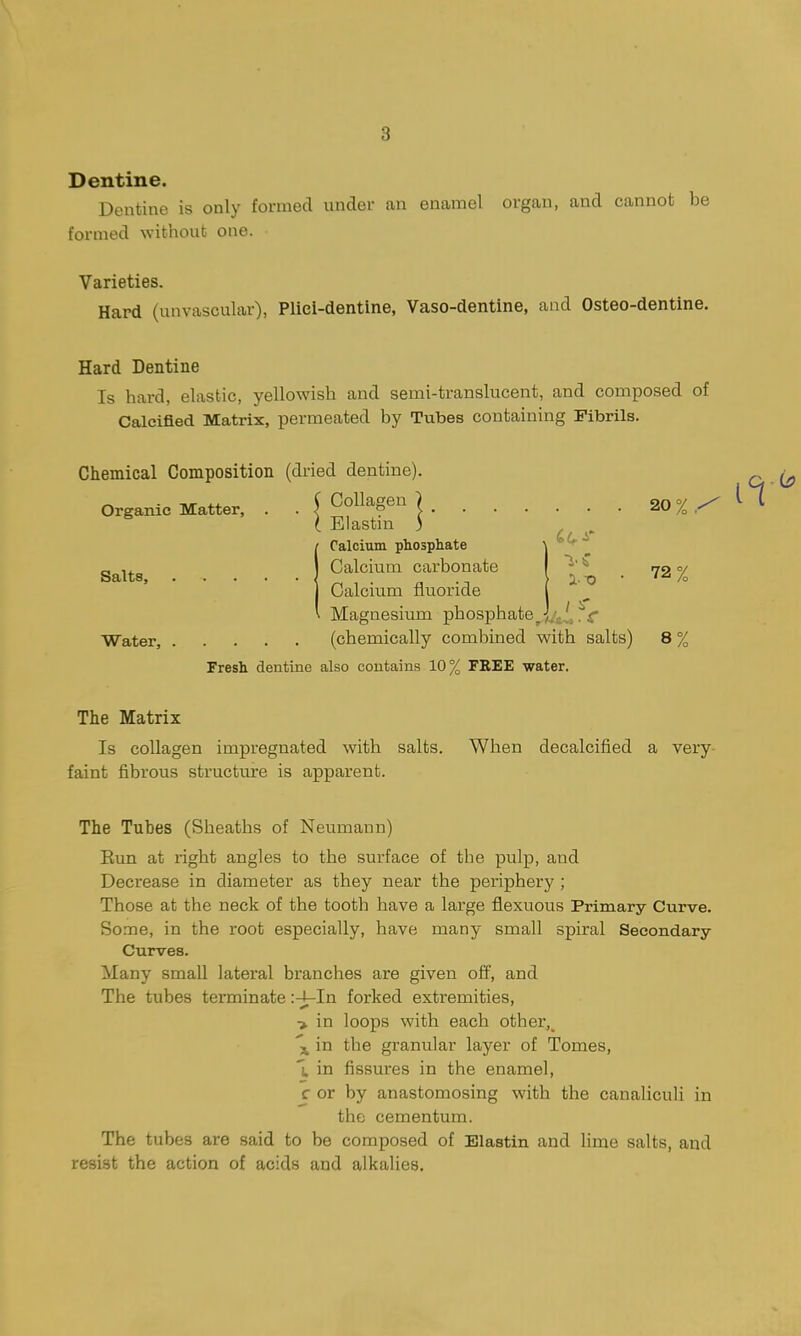 3
Dentine.
Dentine is only formed under an enamel organ, and cannot be
formed without one.
Varieties.
Hard (unvascular), Plici-dentine, Vaso-dentine, and Osteo-dentine.
Hard Dentine
Is hard, elastic, yellowish and semi-translucent, and composed of
Calcified Matrix, permeated by Tubes containing Fibrils.
Chemical Composition (dried dentine).
Organic Matter, . . { Collagen } . . . . . . . 20 %
Elastin
Salts, . . . . . { Calcium phosphate
Calcium carbonate
Calcium fluoride
Magnesium phosphate } . 72 %
Water, . . . . . (chemically combined with salts) 8 %
Fresh dentine also contains 10% FREE water.
The Matrix
Is collagen impregnated with salts. When decalcified a very
faint fibrous structure is apparent.
The Tubes (Sheaths of Neumann)
Run at right angles to the surface of the pulp, and
Decrease in diameter as they near the periphery ;
Those at the neck of the tooth have a large flexuous Primary Curve.
Some, in the root especially, have many small spiral Secondary
Curves.
Many small lateral branches are given off, and
The tubes terminate :—In forked extremities,
in loops with each other,
in the granular layer of Tomes,
in fissures in the enamel,
or by anastomosing with the canaliculi in
the cementum.
The tubes are said to be composed of Elastin and lime salts, and
resist the action of acids and alkalies.